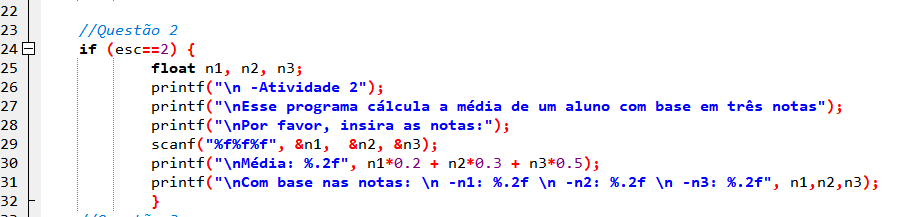 22
23 //Questão 2
24 if (esc==2) {
25 float n1, n2, n3;
26 printf("\n -Atividade 2");
27 printf("\nEsse programa cálcula a média de um aluno com base em três notas");
28 printf("\nPor favor, insira as notas:");
29 scanf("%f%f%f", &n1,  &n2, &n3);
30 printf("\nMédia: %.2f", n1*0.2 + n2*0.3 + n3*0.5);
31 printf("\nCom base nas notas: \n -n1: %.2f \n -n2: %.2f \n -n3: %.2f", n1,n2,n3);
32 }